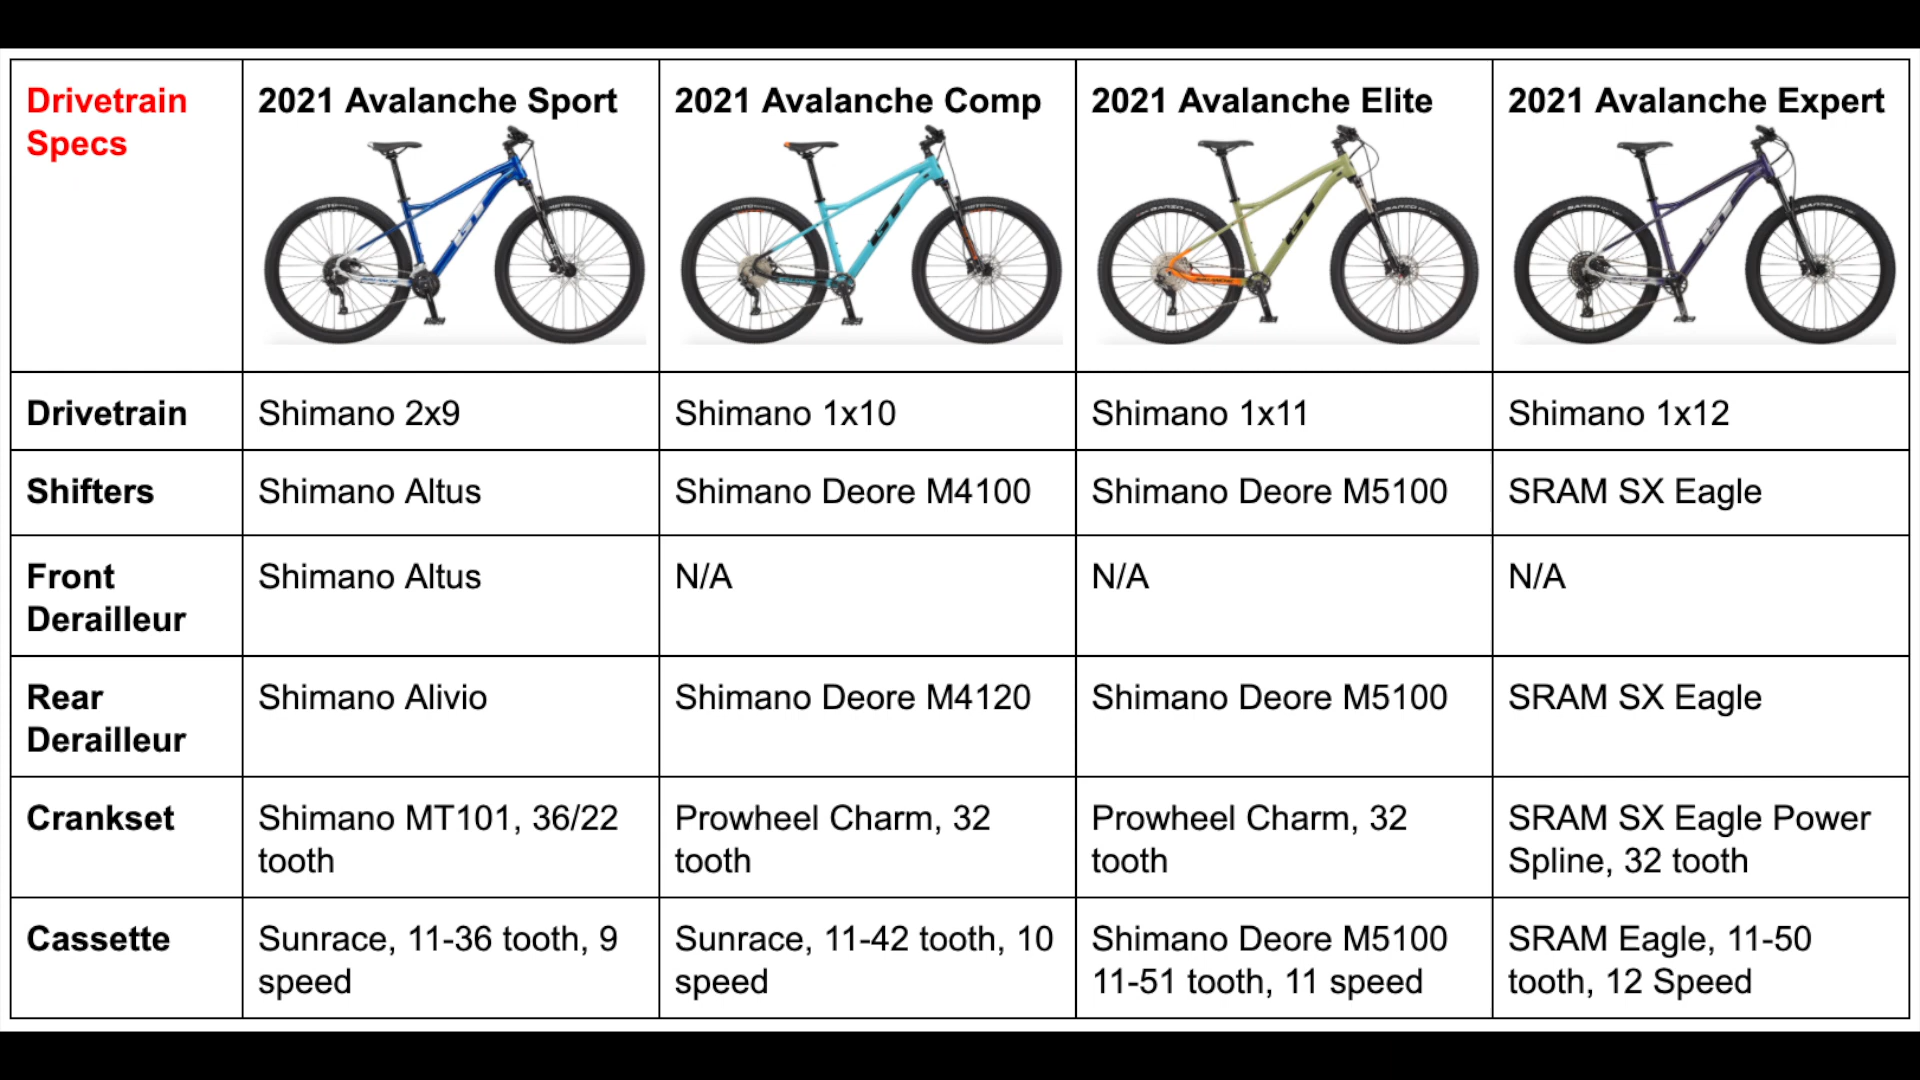 Drivetrain
Specs
2021 Avalanche Sport
2021 Avalanche Comp
2021 Avalanche Elite
2021 Avalanche Expert
GT
GT
GT
GT
Drivetrain
Shimano 2x9
Shimano 1x10
Shimano 1x11
Shimano 1x12
Shifters
Shimano Altus
Shimano Deore M4100
Shimano Deore M5100
SRAM SX Eagle
Front
Derailleur
Shimano Altus
N/A
N/A
N/A
Rear
Derailleur
Shimano Alivio
Shimano Deore M4120
Shimano Deore M5100
SRAM SX Eagle
Crankset
Shimano MT101, 36/22
tooth
Prowheel Charm, 32
tooth
Prowheel Charm, 32
tooth
SRAM SX Eagle Power
Spline, 32 tooth
Cassette
Sunrace, 11-36 tooth, 9
speed
Sunrace, 11-42 tooth, 10
speed
Shimano Deore M5100
11-51 tooth, 11 speed
SRAM Eagle, 11-50
tooth, 12 Speed